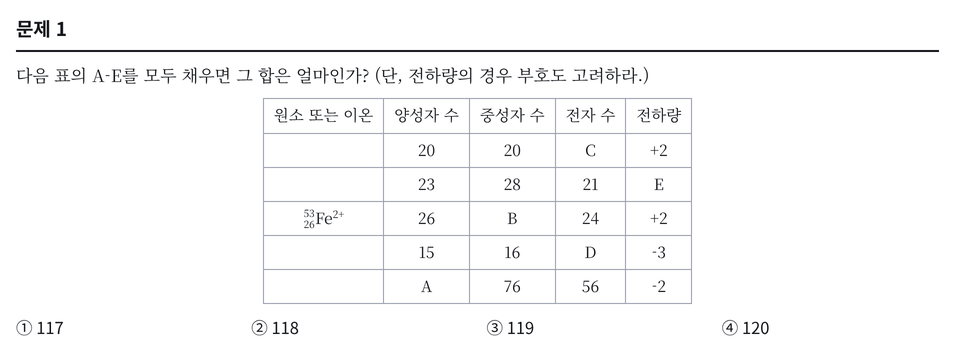 문제 1
다음 표의 A-E를 모두 채우면 그 합은 얼마인가? (단, 전하량의 경우 부호도 고려하라.)
원소 또는 이온 양성자 수 중성자 수 전자 수 전하량
20 20 C +2
23 28 21 E
⁵³₂₆Fe²⁺ 26 B 24 +2
15 16 D -3
A 76 56 -2
① 117 ② 118 ③ 119 ④ 120